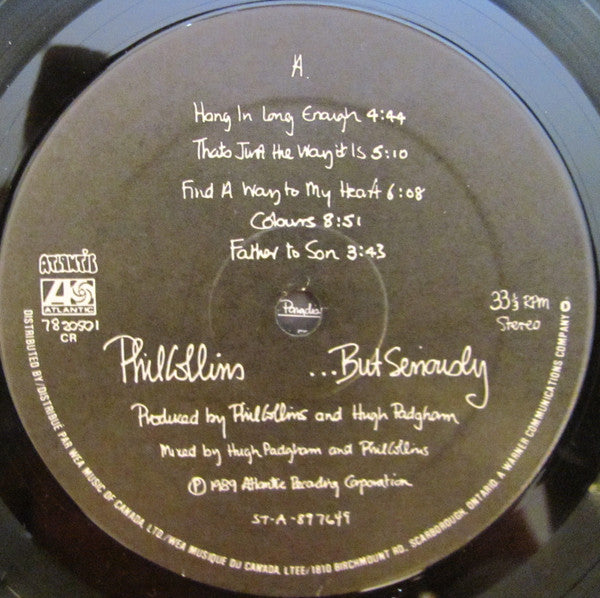 A.
Hang In Long Enough 4:44
Thats Just the Way it Is 5:10
Find A Way to My Heart 6:08
Colours 8:51
Father to Son 3:43
ATLANTIS
ATLANTIC
78 20501
CR
33⅓ RPM
Stereo
Phil Collins ...But Seriously
Produced by Phil Collins and Hugh Padgham
Mixed by Hugh Padgham and Phil Collins
Ⓟ 1989 Atlantic Recording Corporation
ST-A-897649
DISTRIBUTED BY/DISTRIBUE PAR WEA MUSIC OF CANADA, LTD./WEA MUSIQUE DU CANADA, LTEE/1810 BIRCHMOUNT RD., SCARBOROUGH, ONTARIO. A WARNER COMMUNICATIONS COMPANY